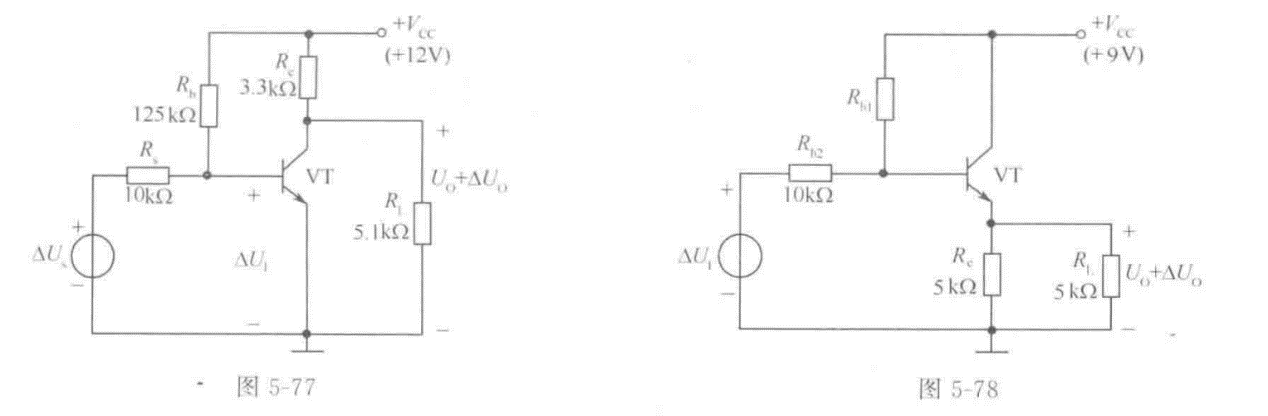 +V_CC
(+12V)
R_c
3.3kΩ
R_b
125kΩ
R_s
10kΩ
VT
+
+
U_O+ΔU_O
R_L
5.1kΩ
+
ΔU_s
ΔU_I
−
−
−
图 5-77
+V_CC
(+9V)
R_b1
R_b2
10kΩ
VT
+
+
ΔU_I
R_e
5kΩ
R_L
5kΩ
U_O+ΔU_O
−
−
图 5-78